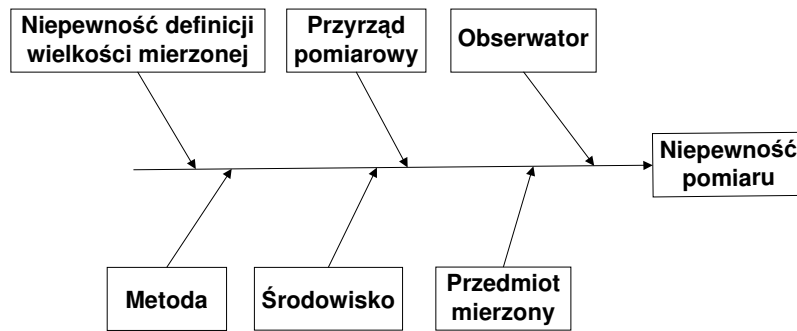 Niepewność definicji
wielkości mierzonej
Przyrząd
pomiarowy
Obserwator
Niepewność
pomiaru
Metoda
Środowisko
Przedmiot
mierzony